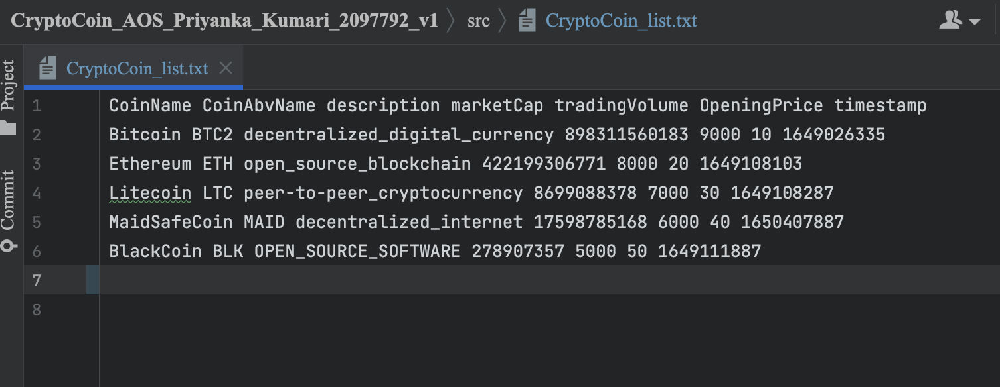 CryptoCoin_AOS_Priyanka_Kumari_2097792_v1 src CryptoCoin_list.txt
Project
Commit
CryptoCoin_list.txt
1 CoinName CoinAbvName description marketCap tradingVolume OpeningPrice timestamp
2 Bitcoin BTC2 decentralized_digital_currency 898311560183 9000 10 1649026335
3 Ethereum ETH open_source_blockchain 422199306771 8000 20 1649108103
4 Litecoin LTC peer-to-peer_cryptocurrency 8699088378 7000 30 1649108287
5 MaidSafeCoin MAID decentralized_internet 17598785168 6000 40 1650407887
6 BlackCoin BLK OPEN_SOURCE_SOFTWARE 278907357 5000 50 1649111887
7
8